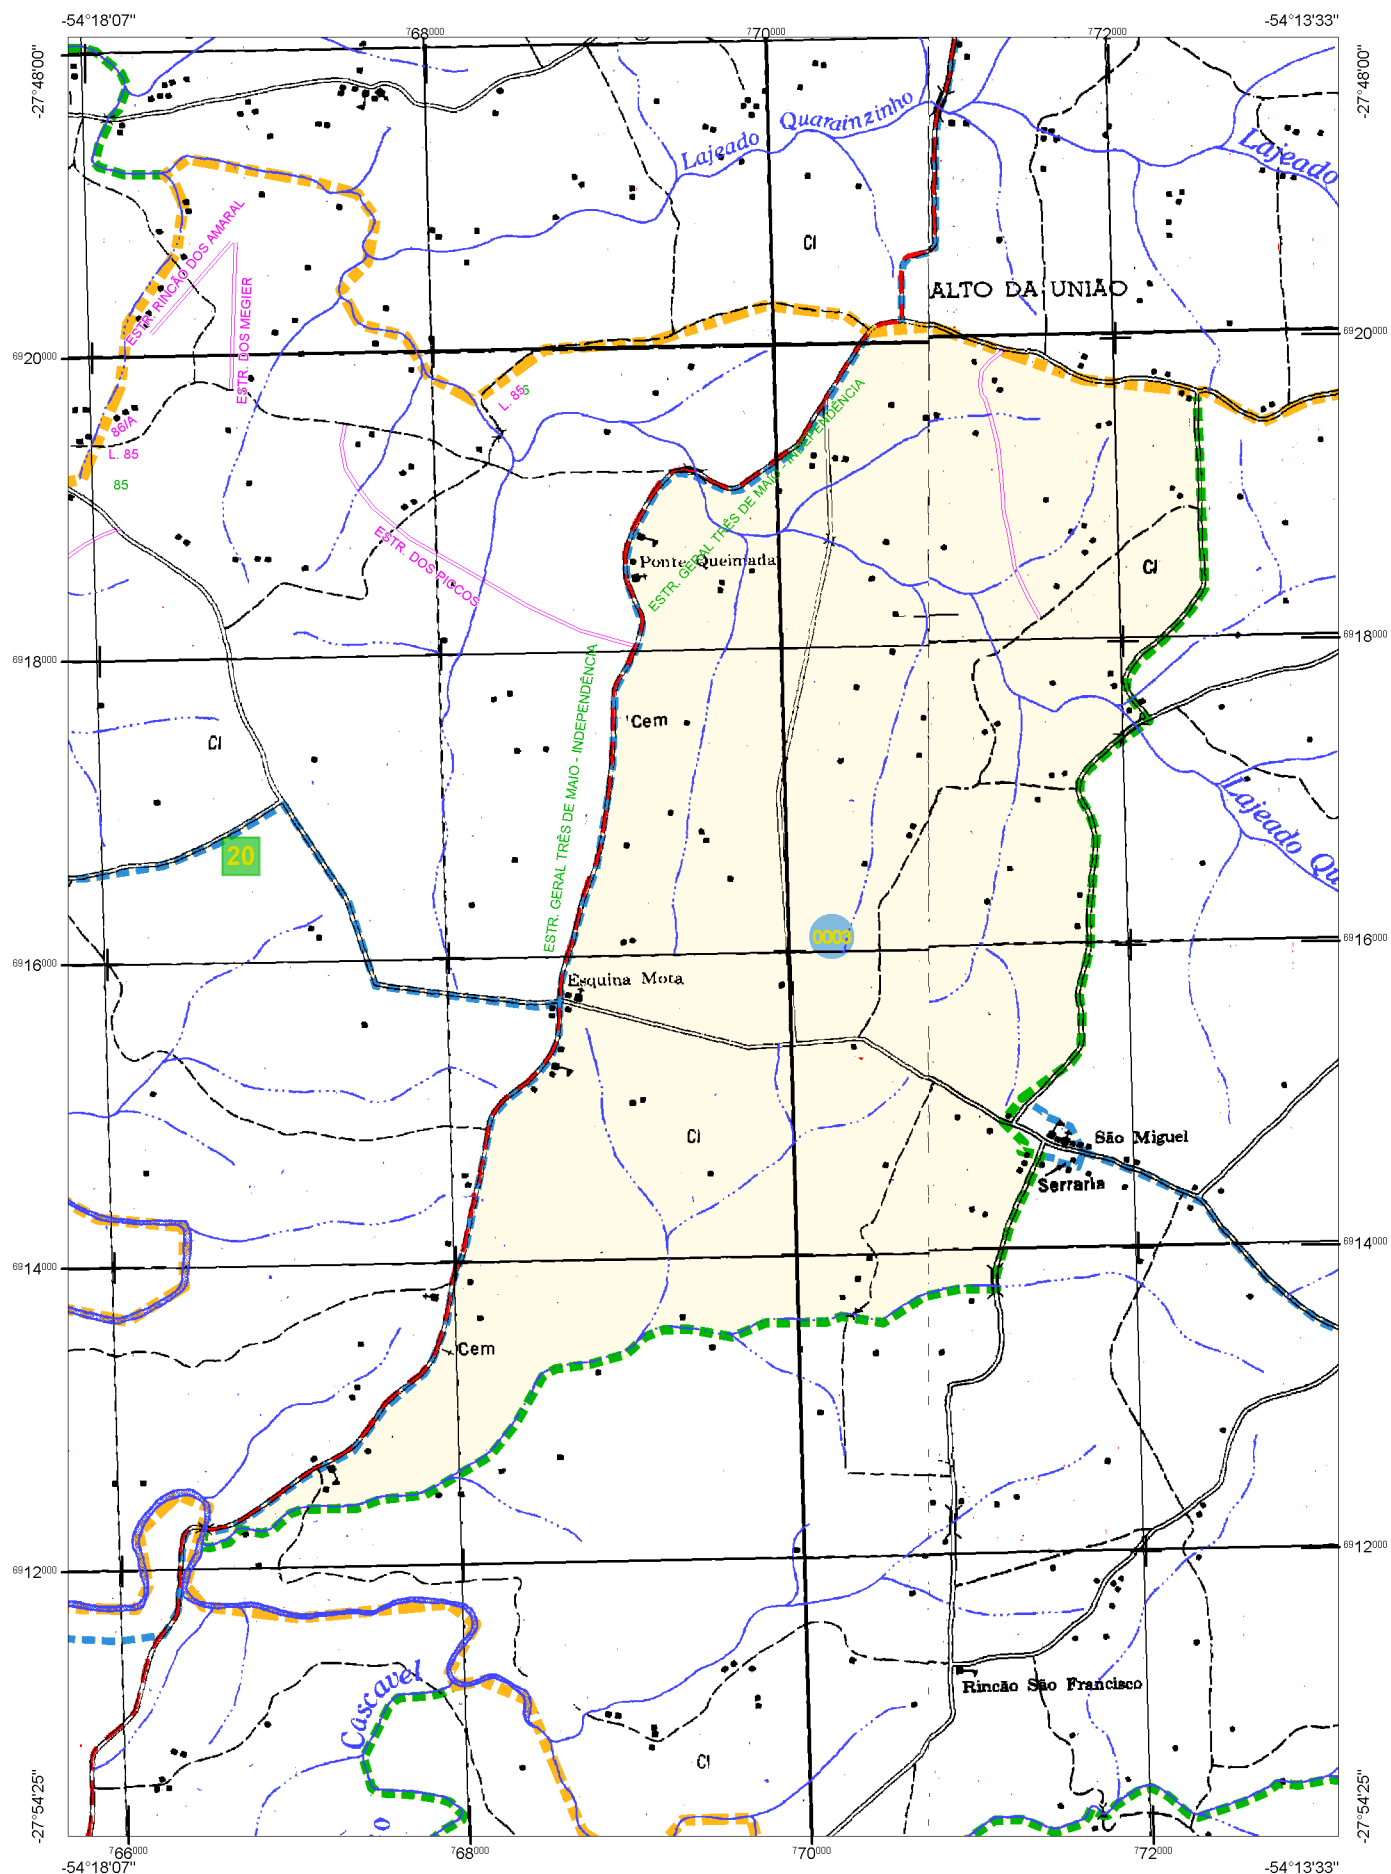 -54°18'07"
-54°13'33"
768000
770000
772000
-27°48'00"
-27°48'00"
Lajeado Quarainzinho
Lajeado
ESTR. RINCÃO DOS AMARAL
CI
ESTR. DOS MEGIER
ALTO DA UNIÃO
6920000
6920000
L. 85
86/A
L. 85
85
ESTR. GERAL TRÊS DE MAIO - INDEPENDÊNCIA
ESTR. DOS PICCOS
Ponte Queimada
CI
6918000
6918000
ESTR. GERAL TRÊS DE MAIO - INDEPENDÊNCIA
Cem
CI
Lajeado Qu
20
0003
6916000
6916000
Esquina Mota
CI
São Miguel
Serraria
6914000
6914000
Cem
6912000
6912000
Cascavel
Rincão São Francisco
CI
o
-27°54'25"
-27°54'25"
766000
768000
770000
772000
-54°18'07"
-54°13'33"